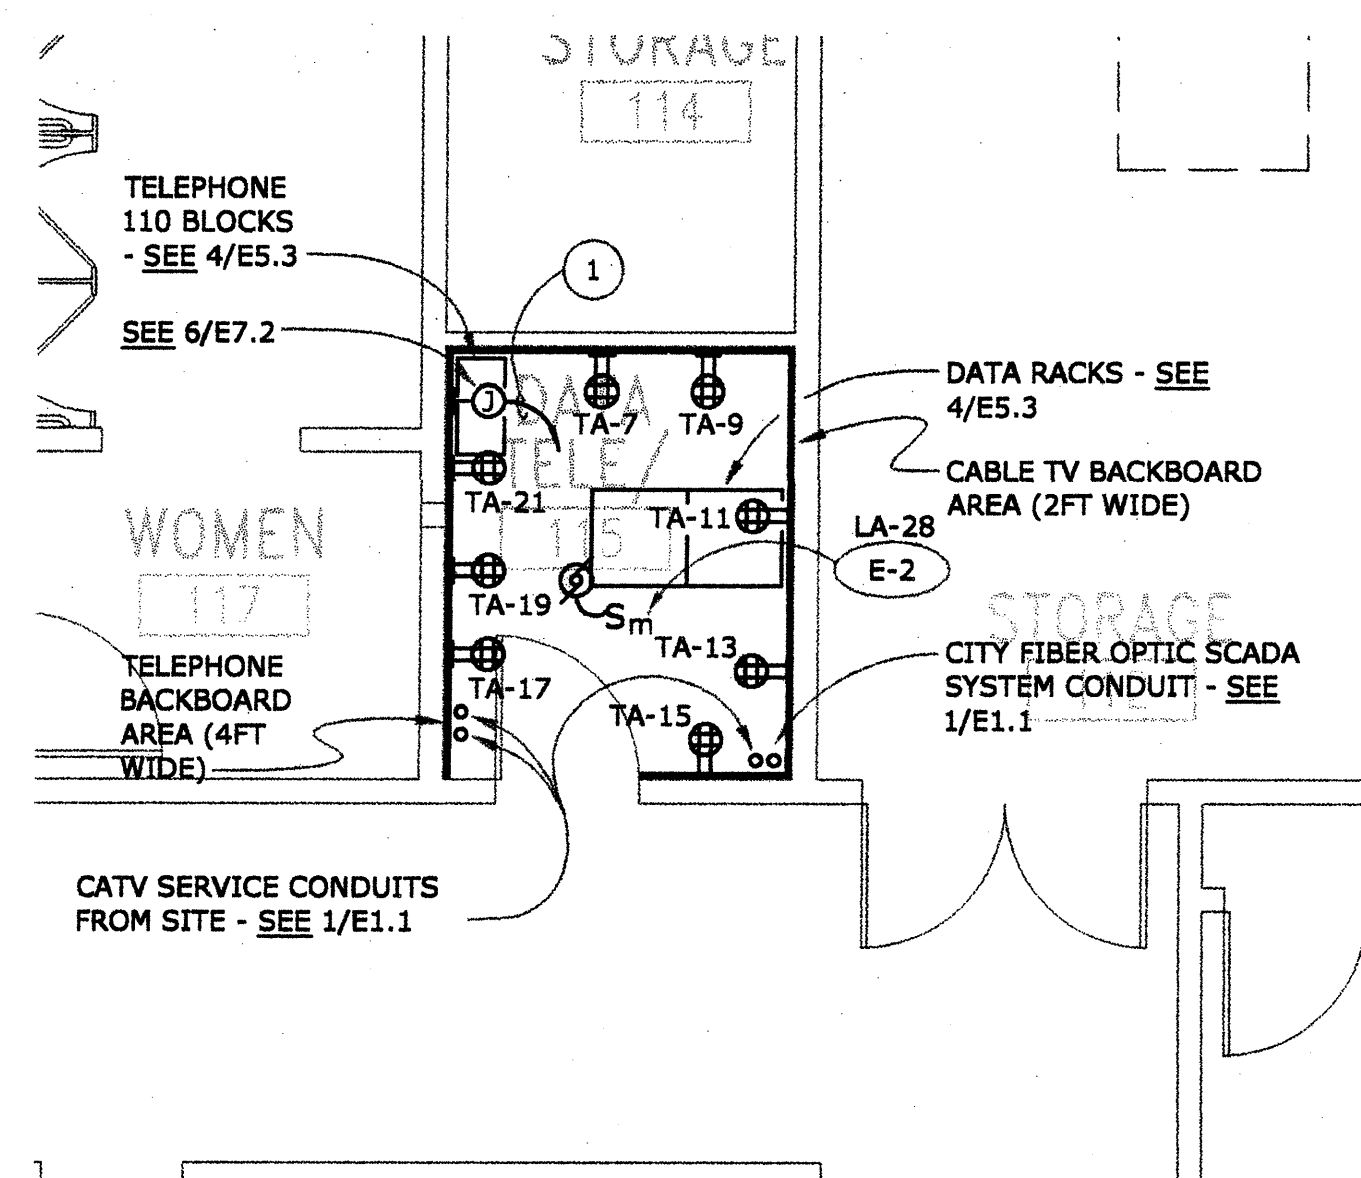 STORAGE
114
TELEPHONE
110 BLOCKS
- SEE 4/E5.3
1
SEE 6/E7.2
J
DATA
TELE/
115
TA-7
TA-9
DATA RACKS - SEE
4/E5.3
CABLE TV BACKBOARD
AREA (2FT WIDE)
TA-21
TA-11
LA-28
E-2
WOMEN
117
TA-19
Sm
STORAGE
TA-13
CITY FIBER OPTIC SCADA
SYSTEM CONDUIT - SEE
1/E1.1
TELEPHONE
BACKBOARD
AREA (4FT
WIDE)
TA-17
TA-15
CATV SERVICE CONDUITS
FROM SITE - SEE 1/E1.1